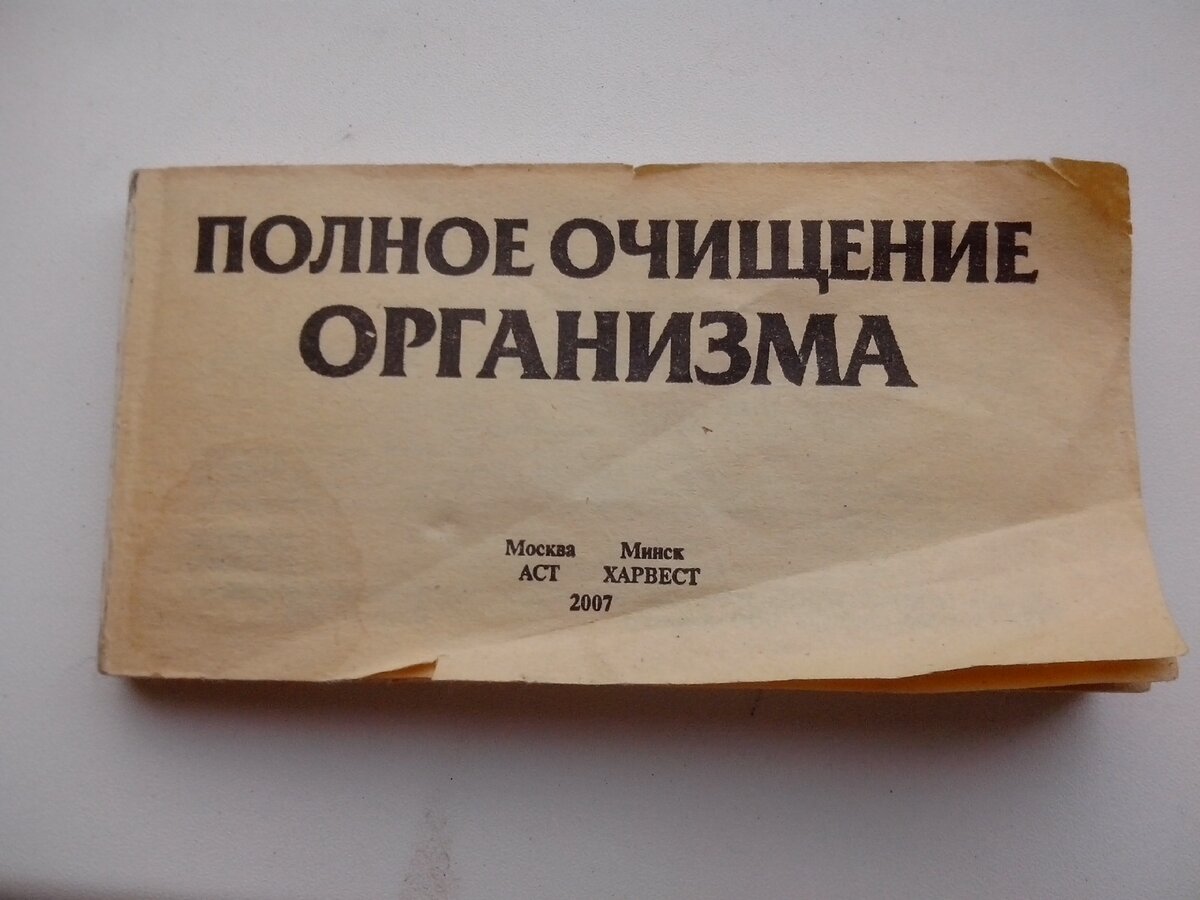 ПОЛНОЕ ОЧИЩЕНИЕ
ОРГАНИЗМА
Москва Минск
АСТ ХАРВЕСТ
2007